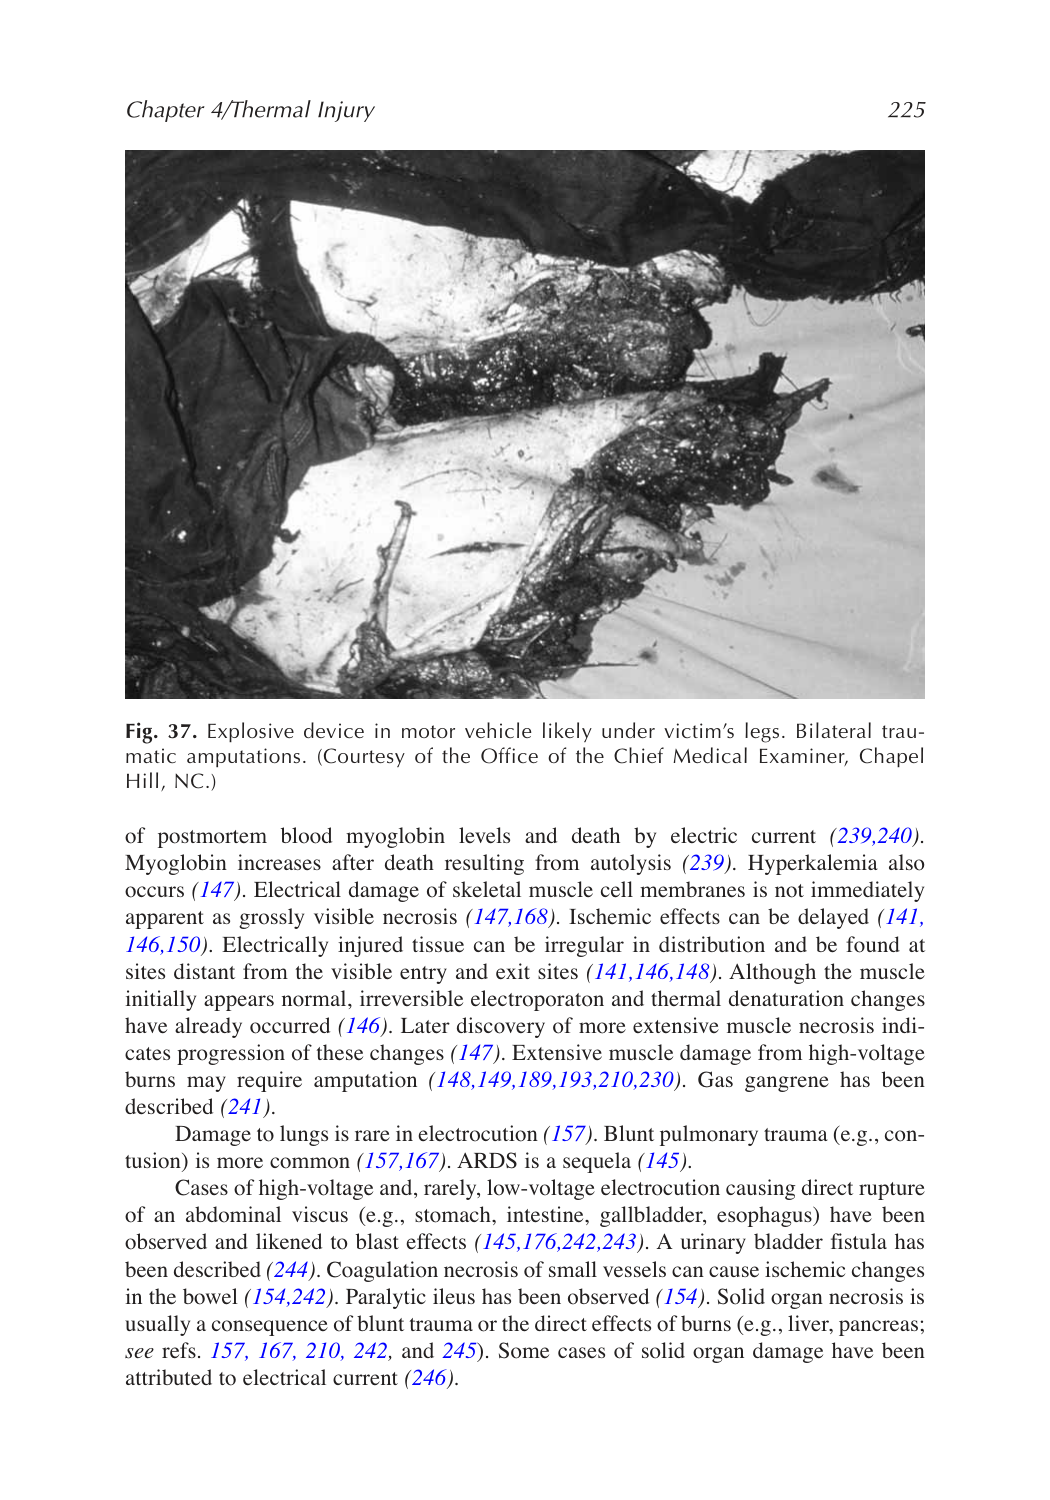 Chapter 4/Thermal Injury 225
Fig. 37. Explosive device in motor vehicle likely under victim's legs. Bilateral trau-
matic amputations. (Courtesy of the Office of the Chief Medical Examiner, Chapel
Hill, NC.)
of postmortem blood myoglobin levels and death by electric current (239,240).
Myoglobin increases after death resulting from autolysis (239). Hyperkalemia also
occurs (147). Electrical damage of skeletal muscle cell membranes is not immediately
apparent as grossly visible necrosis (147,168). Ischemic effects can be delayed (141,
146,150). Electrically injured tissue can be irregular in distribution and be found at
sites distant from the visible entry and exit sites (141,146,148). Although the muscle
initially appears normal, irreversible electroporaton and thermal denaturation changes
have already occurred (146). Later discovery of more extensive muscle necrosis indi-
cates progression of these changes (147). Extensive muscle damage from high-voltage
burns may require amputation (148,149,189,193,210,230). Gas gangrene has been
described (241).
Damage to lungs is rare in electrocution (157). Blunt pulmonary trauma (e.g., con-
tusion) is more common (157,167). ARDS is a sequela (145).
Cases of high-voltage and, rarely, low-voltage electrocution causing direct rupture
of an abdominal viscus (e.g., stomach, intestine, gallbladder, esophagus) have been
observed and likened to blast effects (145,176,242,243). A urinary bladder fistula has
been described (244). Coagulation necrosis of small vessels can cause ischemic changes
in the bowel (154,242). Paralytic ileus has been observed (154). Solid organ necrosis is
usually a consequence of blunt trauma or the direct effects of burns (e.g., liver, pancreas;
see refs. 157, 167, 210, 242, and 245). Some cases of solid organ damage have been
attributed to electrical current (246).